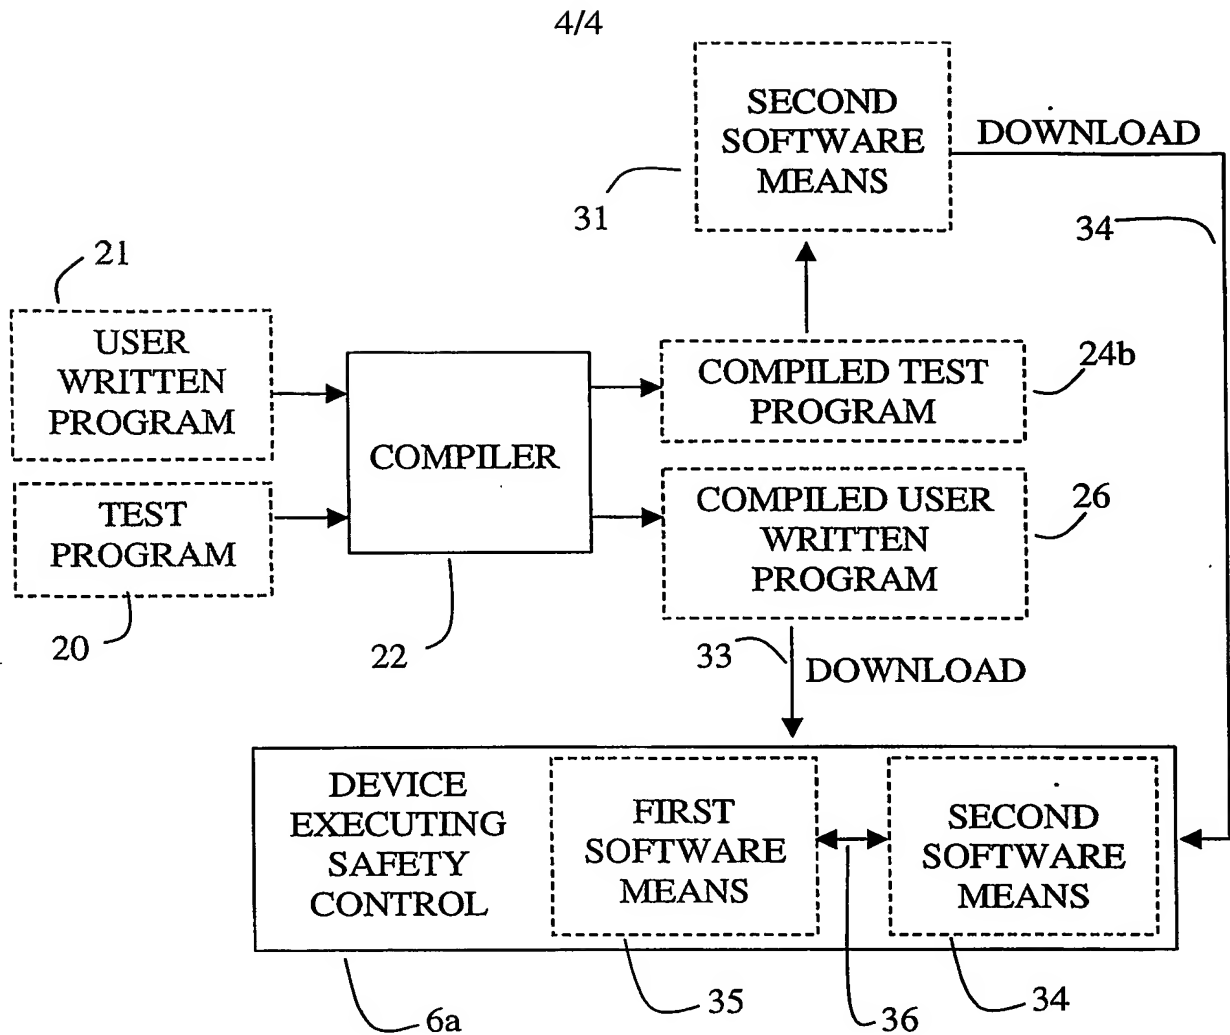 4/4
SECOND
SOFTWARE
MEANS
DOWNLOAD
31
34
21
USER
WRITTEN
PROGRAM
TEST
PROGRAM
20
COMPILER
22
COMPILED TEST
PROGRAM
24b
COMPILED USER
WRITTEN
PROGRAM
26
33
DOWNLOAD
DEVICE
EXECUTING
SAFETY
CONTROL
FIRST
SOFTWARE
MEANS
SECOND
SOFTWARE
MEANS
6a
35
36
34